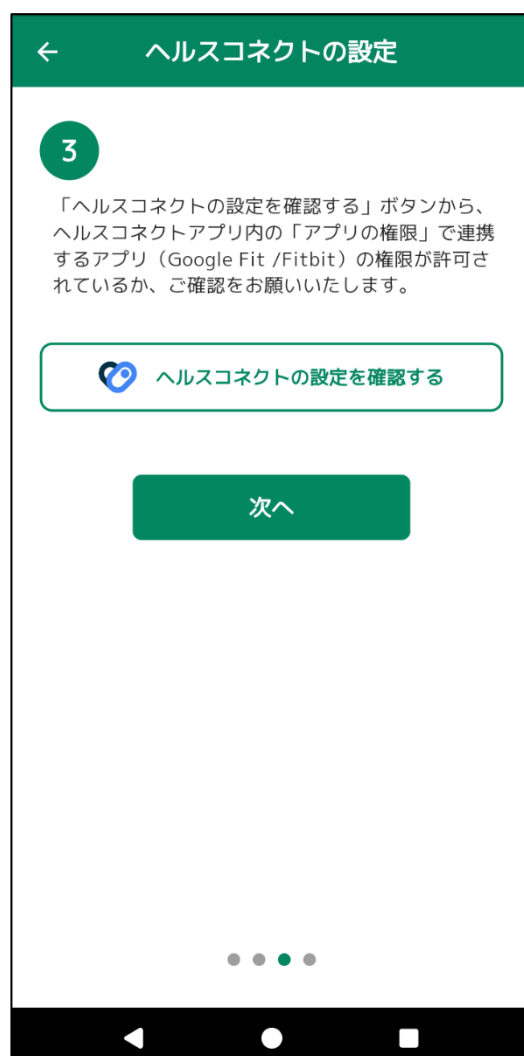 ヘルスコネクトの設定
3
「ヘルスコネクトの設定を確認する」ボタンから、
ヘルスコネクトアプリ内の「アプリの権限」で連携
するアプリ（Google Fit /Fitbit）の権限が許可さ
れているか、ご確認をお願いいたします。
ヘルスコネクトの設定を確認する
次へ